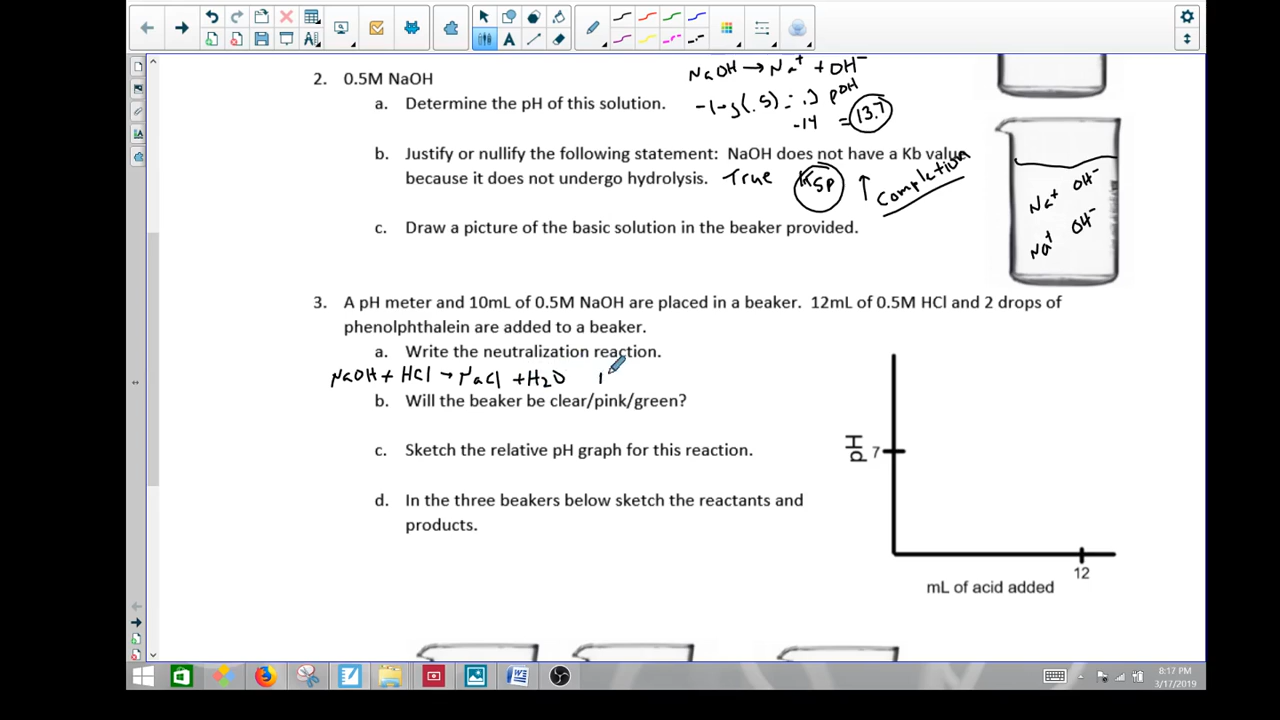 NaOH → Na⁺ + OH⁻
2. 0.5M NaOH
a. Determine the pH of this solution.
-log(.5) = .3 pOH
-14 = 13.7
b. Justify or nullify the following statement: NaOH does not have a Kb value
because it does not undergo hydrolysis. True Ksp ↑ Completion
Na⁺ OH⁻
Na⁺ OH⁻
c. Draw a picture of the basic solution in the beaker provided.
3. A pH meter and 10mL of 0.5M NaOH are placed in a beaker. 12mL of 0.5M HCl and 2 drops of
phenolphthalein are added to a beaker.
a. Write the neutralization reaction.
NaOH + HCl → NaCl + H2O
b. Will the beaker be clear/pink/green?
c. Sketch the relative pH graph for this reaction.
pH 7
d. In the three beakers below sketch the reactants and
products.
12
mL of acid added
8:17 PM
3/17/2019